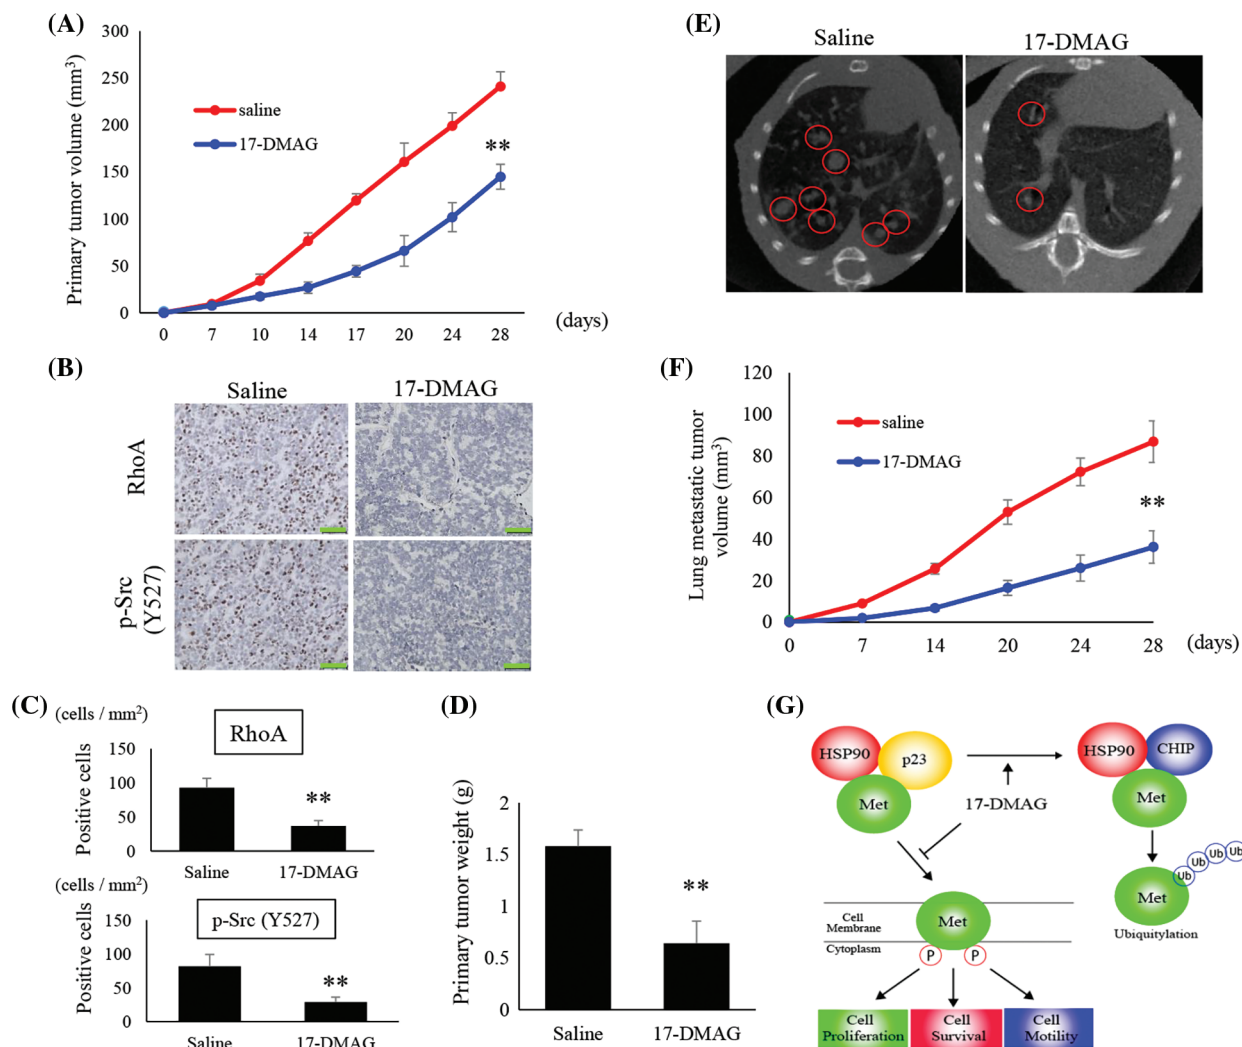 (A)
Primary tumor volume (mm3)
300
250
200
150
100
50
0
saline
17-DMAG
**
0 7 10 14 17 20 24 28
(days)
(B)
Saline 17-DMAG
RhoA
p-Src
(Y527)
(C)
(cells / mm2)
RhoA
Positive cells
150
100
50
0
**
Saline 17-DMAG
(cells / mm2)
p-Src (Y527)
Positive cells
150
100
50
0
**
Saline 17-DMAG
(D)
Primary tumor weight (g)
2
1.5
1
0.5
0
**
Saline 17-DMAG
(E)
Saline 17-DMAG
(F)
Lung metastatic tumor
volume (mm3)
120
100
80
60
40
20
0
saline
17-DMAG
**
0 7 14 20 24 28
(days)
(G)
HSP90 p23
Met
17-DMAG
HSP90 CHIP
Met
Met
Ub Ub Ub Ub
Ubiquitylation
Cell
Membrane
Cytoplasm
Met
P P
Cell
Proliferation
Cell
Survival
Cell
Motility